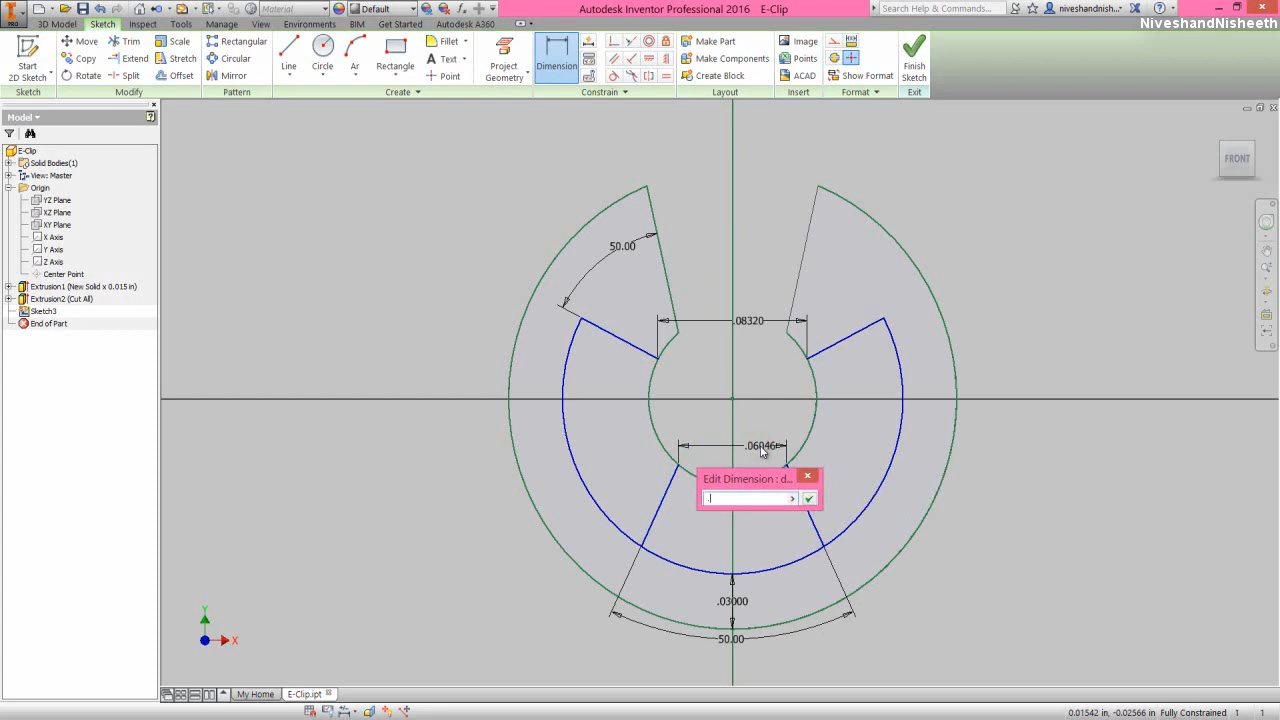 Autodesk Inventor Professional 2016 - E-Clip
Material
Default
Search Help & Commands...
niveshandnish...
NiveshandNisheeth
PRO
3D Model
Sketch
Inspect
Tools
Manage
View
Environments
BIM
Get Started
Autodesk A360
Start
2D Sketch
Move
Copy
Rotate
Trim
Extend
Split
Scale
Stretch
Offset
Rectangular
Circular
Mirror
Line
Circle
Arc
Rectangle
Fillet
Text
Point
Project
Geometry
Dimension
Make Part
Make Components
Create Block
Image
Points
ACAD
Show Format
Finish
Sketch
Sketch
Modify
Pattern
Create
Constrain
Layout
Insert
Format
Exit
Model
E-Clip
Solid Bodies(1)
View: Master
Origin
YZ Plane
XZ Plane
XY Plane
X Axis
Y Axis
Z Axis
Center Point
Extrusion1 (New Solid x 0.015 in)
Extrusion2 (Cut All)
Sketch3
End of Part
FRONT
50.00
.08320
.06046
Edit Dimension : d...
.
.03000
50.00
Y
X
My Home
E-Clip.ipt
0.01542 in, -0.02566 in
Fully Constrained
1
1